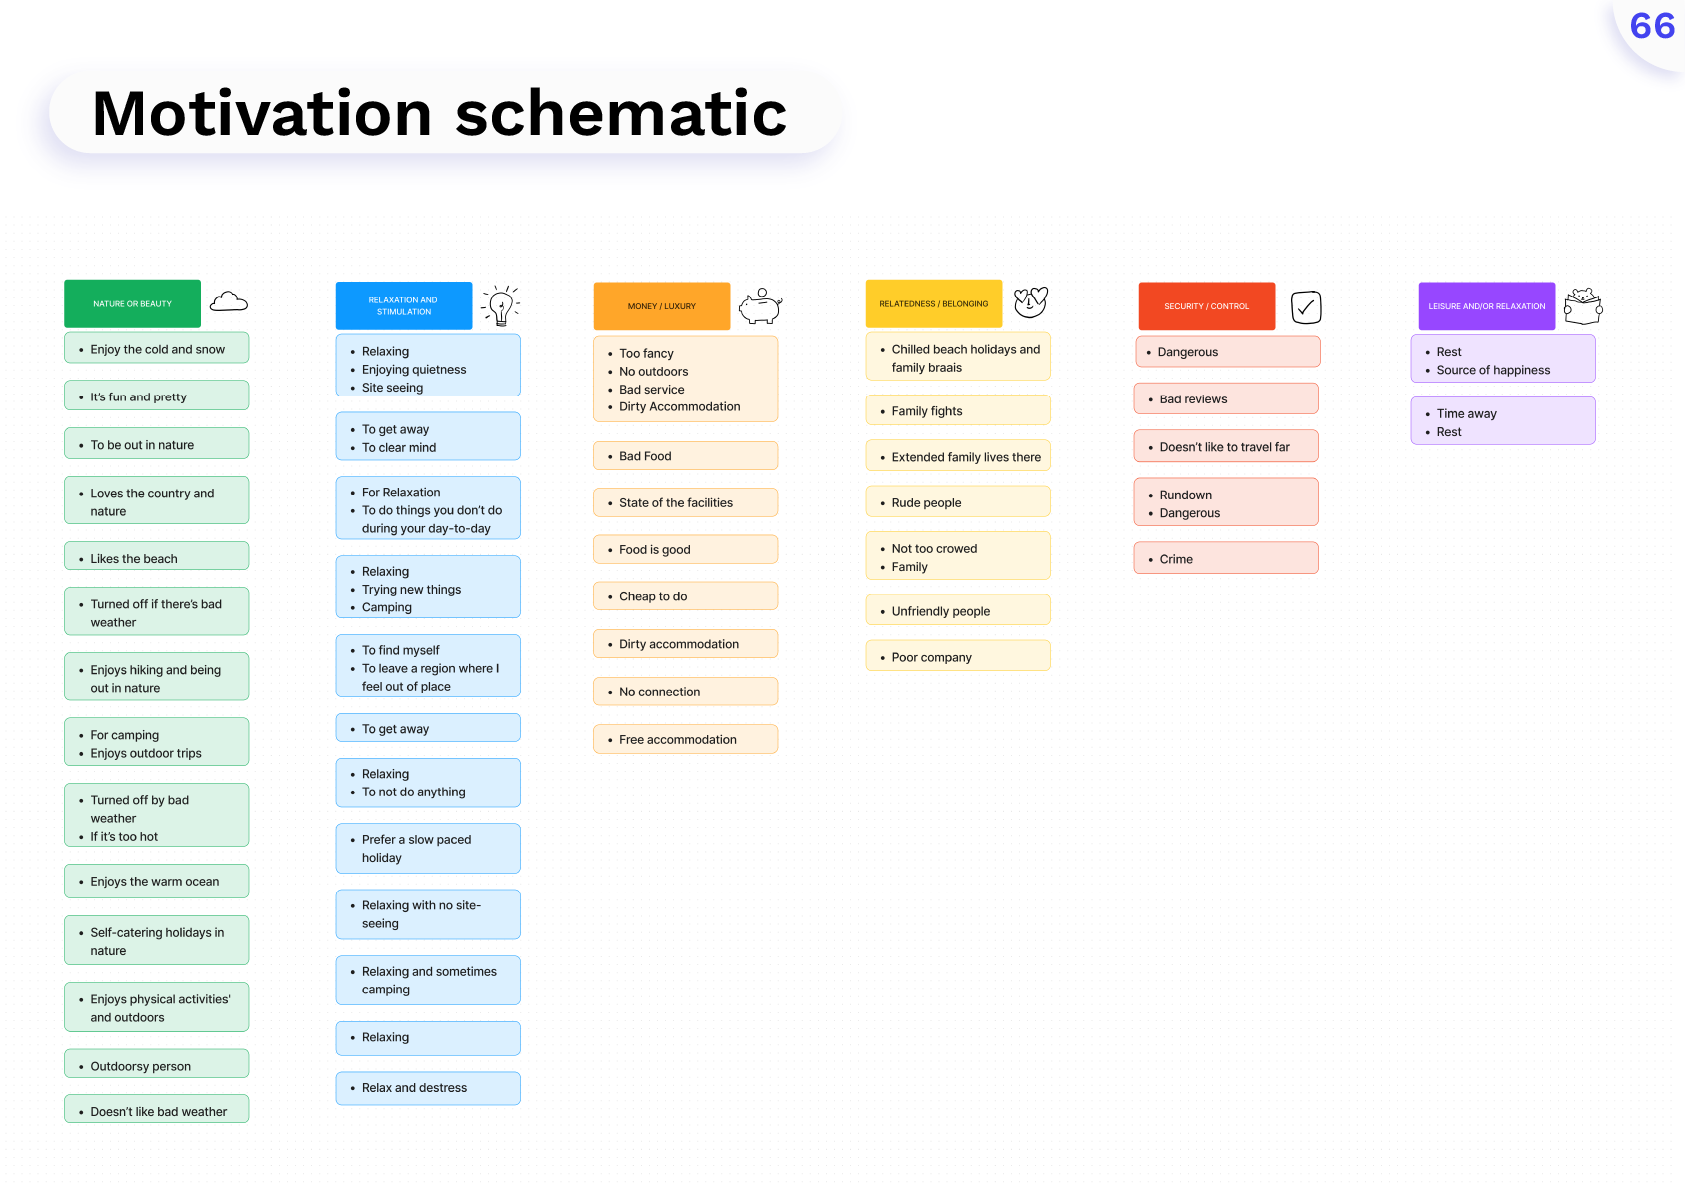 66
Motivation schematic
NATURE OR BEAUTY
• Enjoy the cold and snow
• It's fun and pretty
• To be out in nature
• Loves the country and
nature
• Likes the beach
• Turned off if there's bad
weather
• Enjoys hiking and being
out in nature
• For camping
• Enjoys outdoor trips
• Turned off by bad
weather
• If it's too hot
• Enjoys the warm ocean
• Self-catering holidays in
nature
• Enjoys physical activities'
and outdoors
• Outdoorsy person
• Doesn't like bad weather
RELAXATION AND
STIMULATION
• Relaxing
• Enjoying quietness
• Site seeing
• To get away
• To clear mind
• For Relaxation
• To do things you don't do
during your day-to-day
• Relaxing
• Trying new things
• Camping
• To find myself
• To leave a region where I
feel out of place
• To get away
• Relaxing
• To not do anything
• Prefer a slow paced
holiday
• Relaxing with no site-
seeing
• Relaxing and sometimes
camping
• Relaxing
• Relax and destress
MONEY / LUXURY
• Too fancy
• No outdoors
• Bad service
• Dirty Accommodation
• Bad Food
• State of the facilities
• Food is good
• Cheap to do
• Dirty accommodation
• No connection
• Free accommodation
RELATEDNESS / BELONGING
• Chilled beach holidays and
family braais
• Family fights
• Extended family lives there
• Rude people
• Not too crowed
• Family
• Unfriendly people
• Poor company
SECURITY / CONTROL
• Dangerous
• Bad reviews
• Doesn't like to travel far
• Rundown
• Dangerous
• Crime
LEISURE AND/OR RELAXATION
• Rest
• Source of happiness
• Time away
• Rest